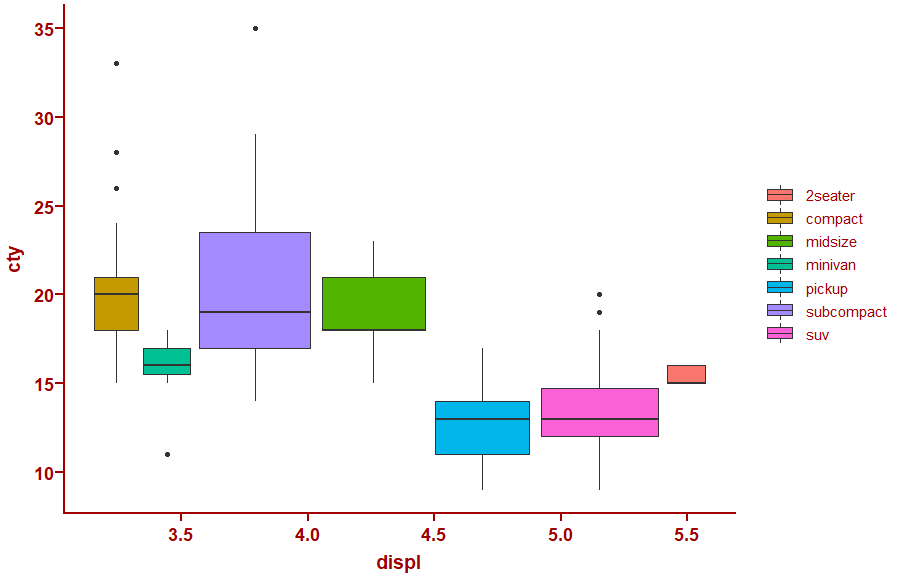 35
30
25
20
15
10
cty
3.5 4.0 4.5 5.0 5.5
displ
2seater
compact
midsize
minivan
pickup
subcompact
suv